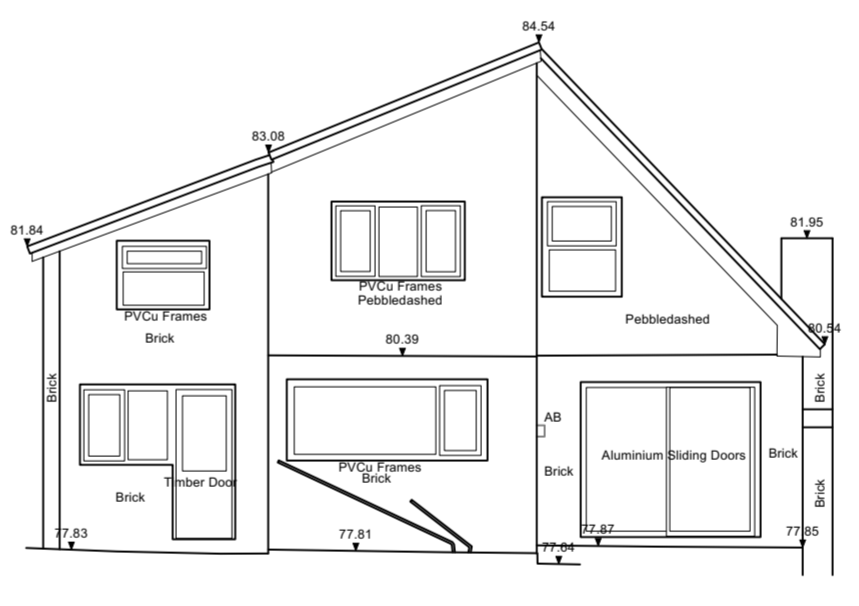 84.54
83.08
81.84
81.95
PVCu Frames
Pebbledashed
PVCu Frames
Brick
Pebbledashed
80.54
80.39
Brick
Brick
AB
Aluminium Sliding Doors
Brick
PVCu Frames
Brick
Brick
Timber Door
Brick
Brick
77.83
77.81
77.87
77.64
77.85